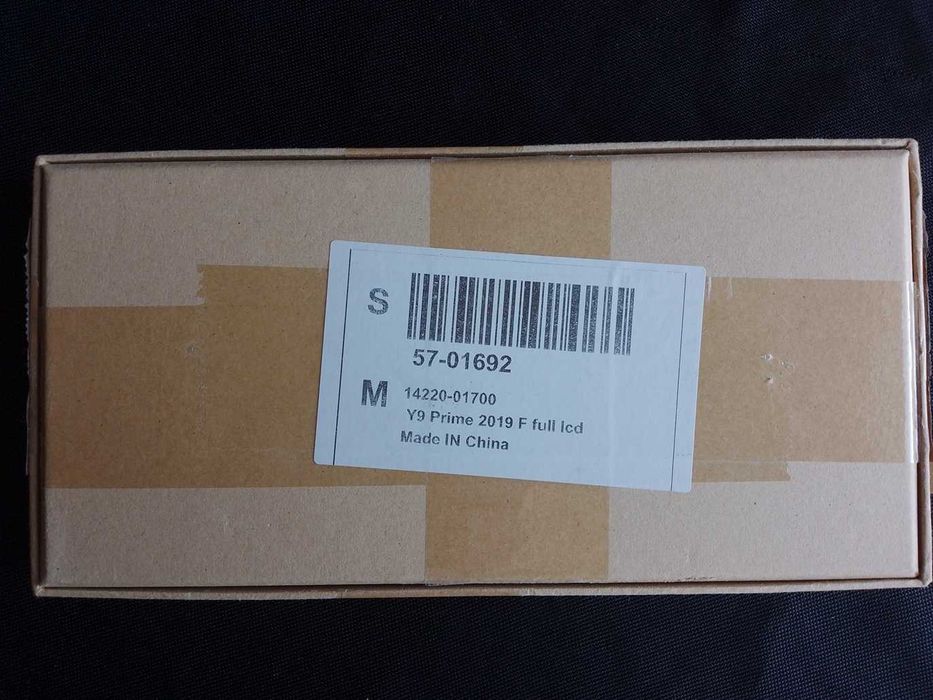 S
57-01692
M 14220-01700
Y9 Prime 2019 F full lcd
Made IN China